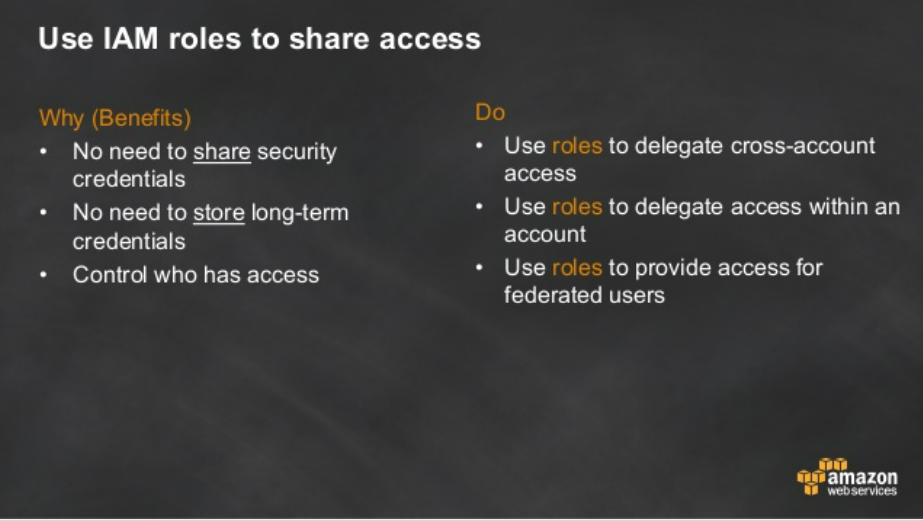 Use IAM roles to share access
Why (Benefits)
• No need to share security
credentials
• No need to store long-term
credentials
• Control who has access
Do
• Use roles to delegate cross-account
access
• Use roles to delegate access within an
account
• Use roles to provide access for
federated users
amazon
webservices